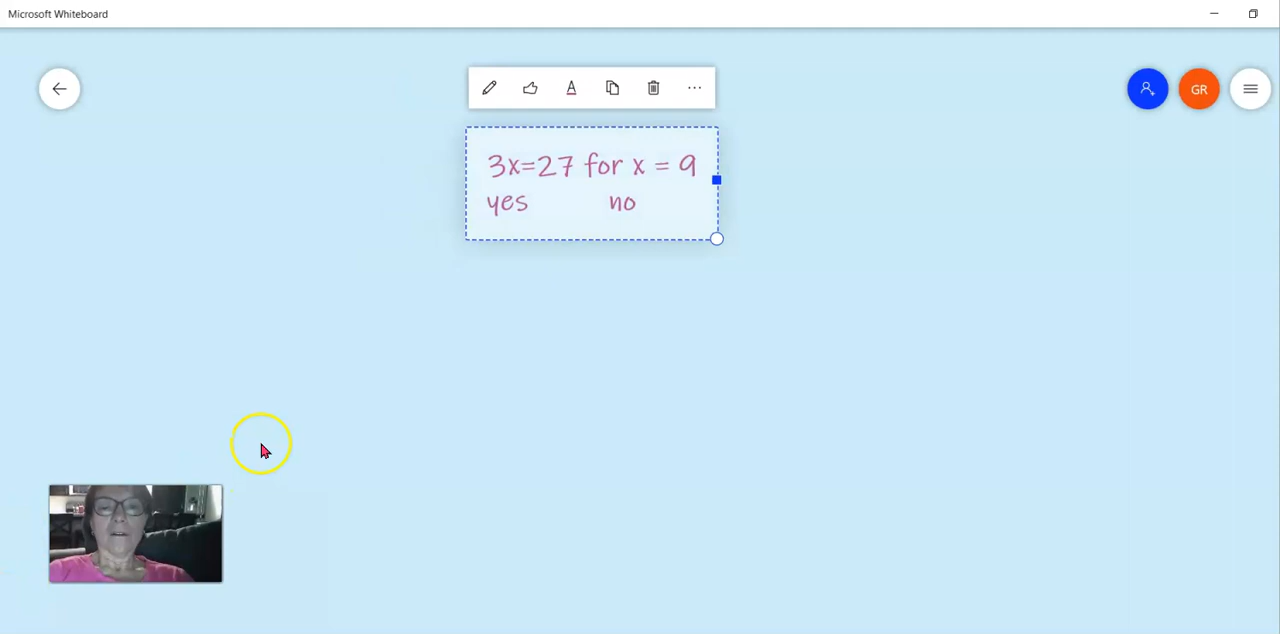 Microsoft Whiteboard
A
GR
3x=27 for x = 9
yes no